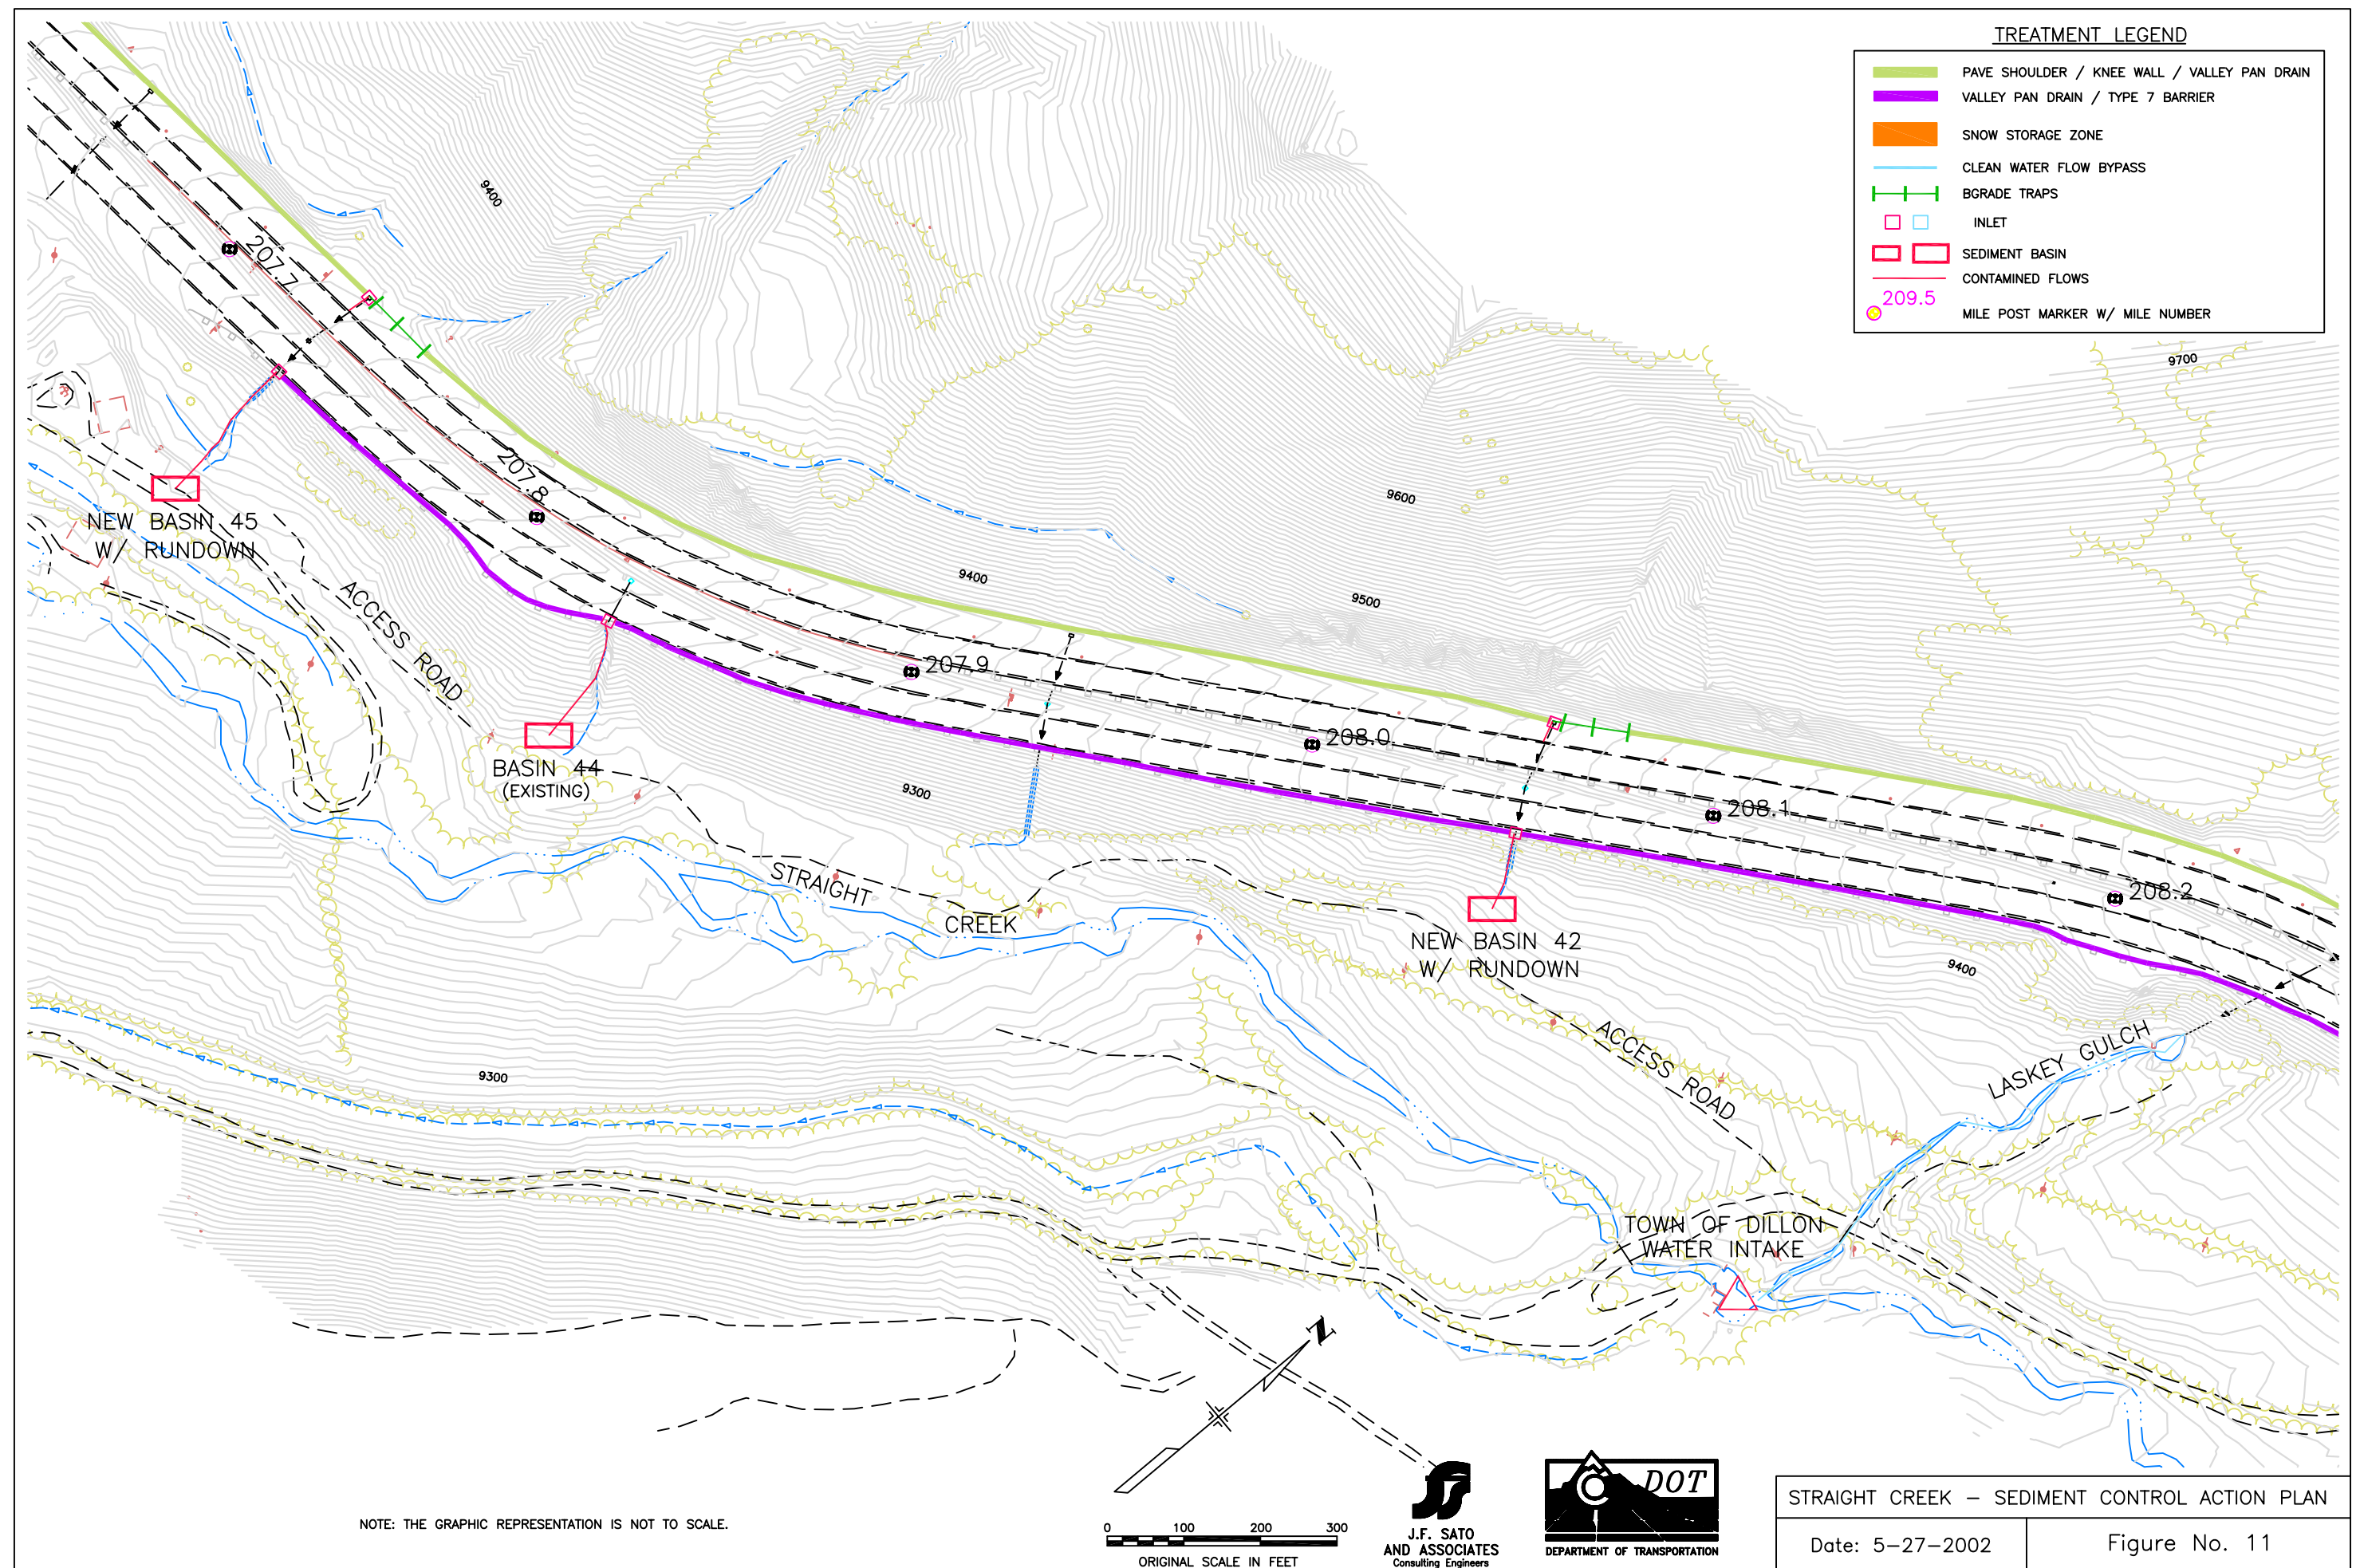 TREATMENT LEGEND
PAVE SHOULDER / KNEE WALL / VALLEY PAN DRAIN
VALLEY PAN DRAIN / TYPE 7 BARRIER
SNOW STORAGE ZONE
CLEAN WATER FLOW BYPASS
BGRADE TRAPS
INLET
SEDIMENT BASIN
CONTAMINED FLOWS
209.5
MILE POST MARKER W/ MILE NUMBER
9400
207.7
9700
207.8
9600
NEW BASIN 45
W/ RUNDOWN
ACCESS ROAD
9400
9500
207.9
208.0
BASIN 44
(EXISTING)
9300
208.1
STRAIGHT
CREEK
208.2
NEW BASIN 42
W/ RUNDOWN
9400
ACCESS ROAD
LASKEY GULCH
9300
TOWN OF DILLON
WATER INTAKE
N
NOTE: THE GRAPHIC REPRESENTATION IS NOT TO SCALE.
0 100 200 300
ORIGINAL SCALE IN FEET
J.F. SATO
AND ASSOCIATES
Consulting Engineers
DOT
DEPARTMENT OF TRANSPORTATION
STRAIGHT CREEK – SEDIMENT CONTROL ACTION PLAN
Date: 5-27-2002
Figure No. 11